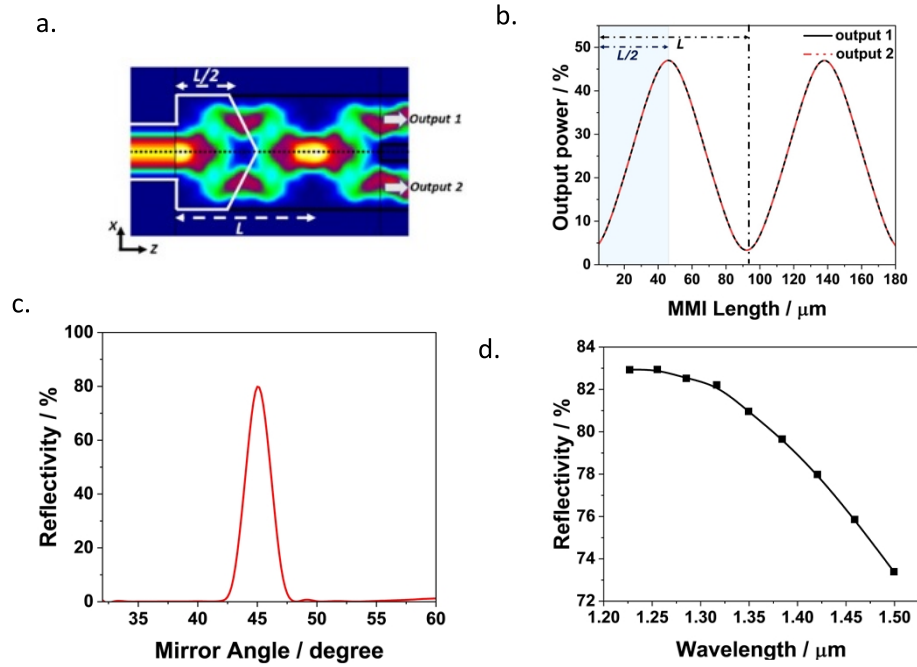 a.
L/2
Output 1
Output 2
L
X
Z
b.
output 1
output 2
L
L/2
50
40
30
20
10
0
20 40 60 80 100 120 140 160 180
Output power / %
MMI Length / μm
c.
100
80
60
40
20
0
35 40 45 50 55 60
Reflectivity / %
Mirror Angle / degree
d.
84
82
80
78
76
74
72
1.20 1.25 1.30 1.35 1.40 1.45 1.50
Reflectivity / %
Wavelength / μm